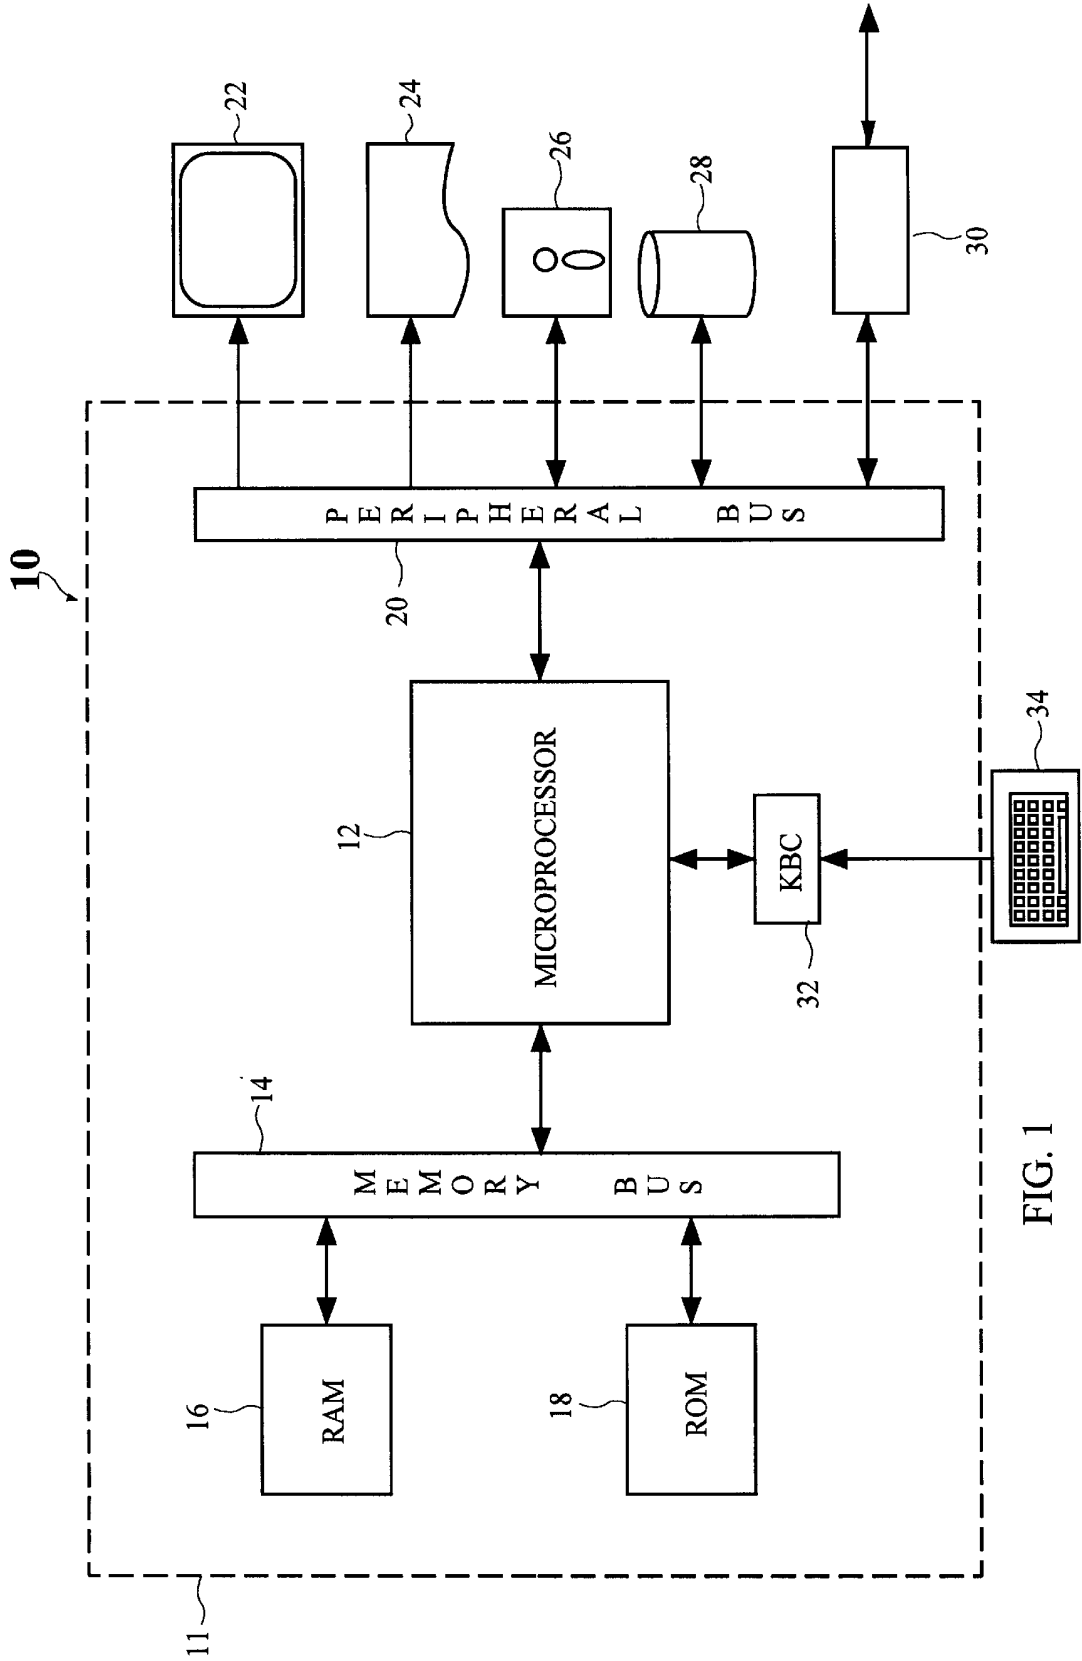 10
11
16
RAM
18
ROM
14
MEMORY BUS
12
MICROPROCESSOR
32
KBC
34
20
PERIPHERAL BUS
22
24
26
28
30
FIG. 1